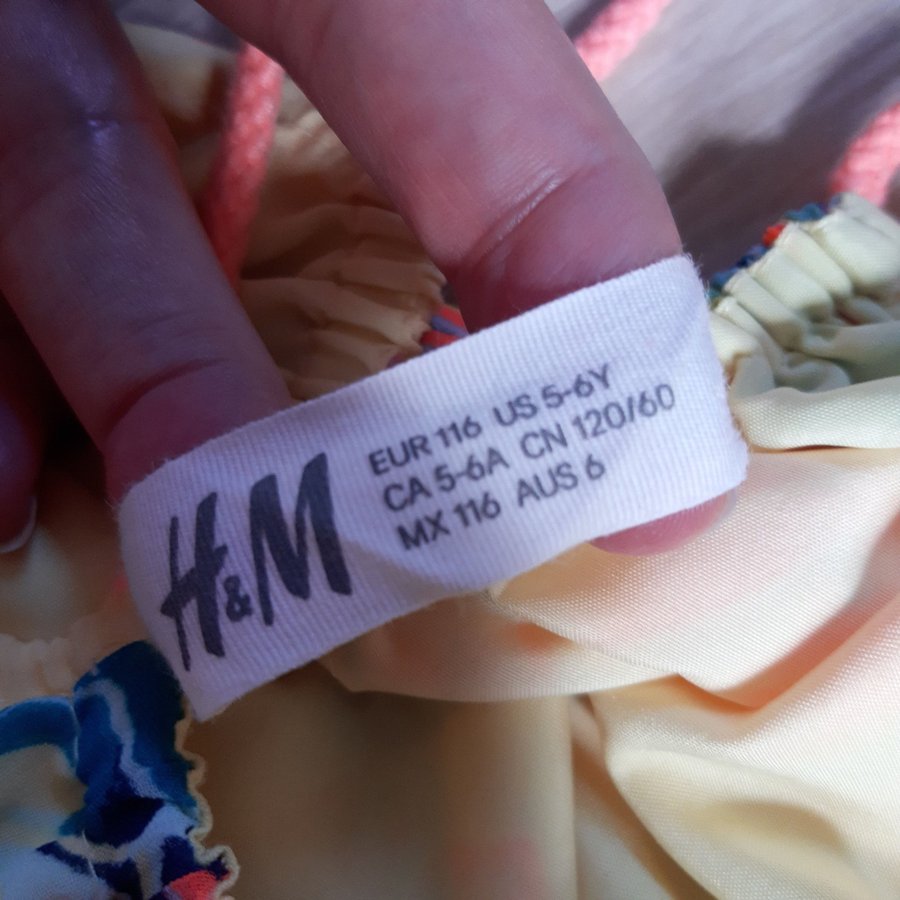 H&M
EUR 116 US 5-6Y
CA 5-6A CN 120/60
MX 116 AUS 6